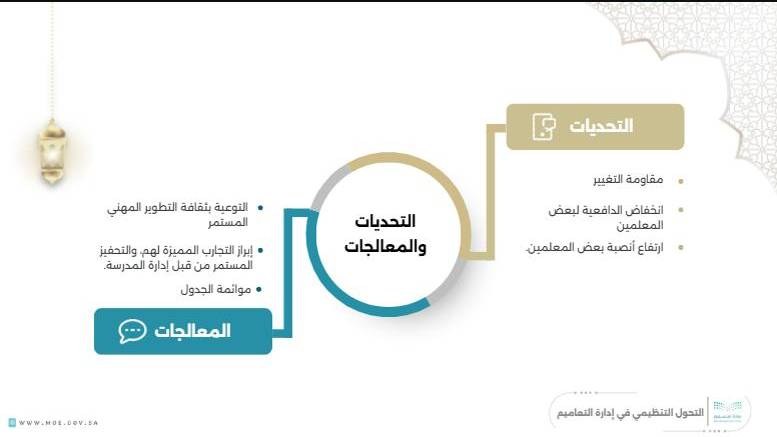 التحديات
مقاومة التغيير
انخفاض الدافعية لبعض
المعلمين
ارتفاع أنصبة بعض المعلمين.
التحديات
والمعالجات
التوعية بثقافة التطوير المهني
المستمر
إبراز التجارب المميزة لهم، والتحفيز
المستمر من قبل إدارة المدرسة.
موائمة الجدول
المعالجات
التحول التنظيمي في إدارة التعاميم
WWW.MOE.GOV.SA